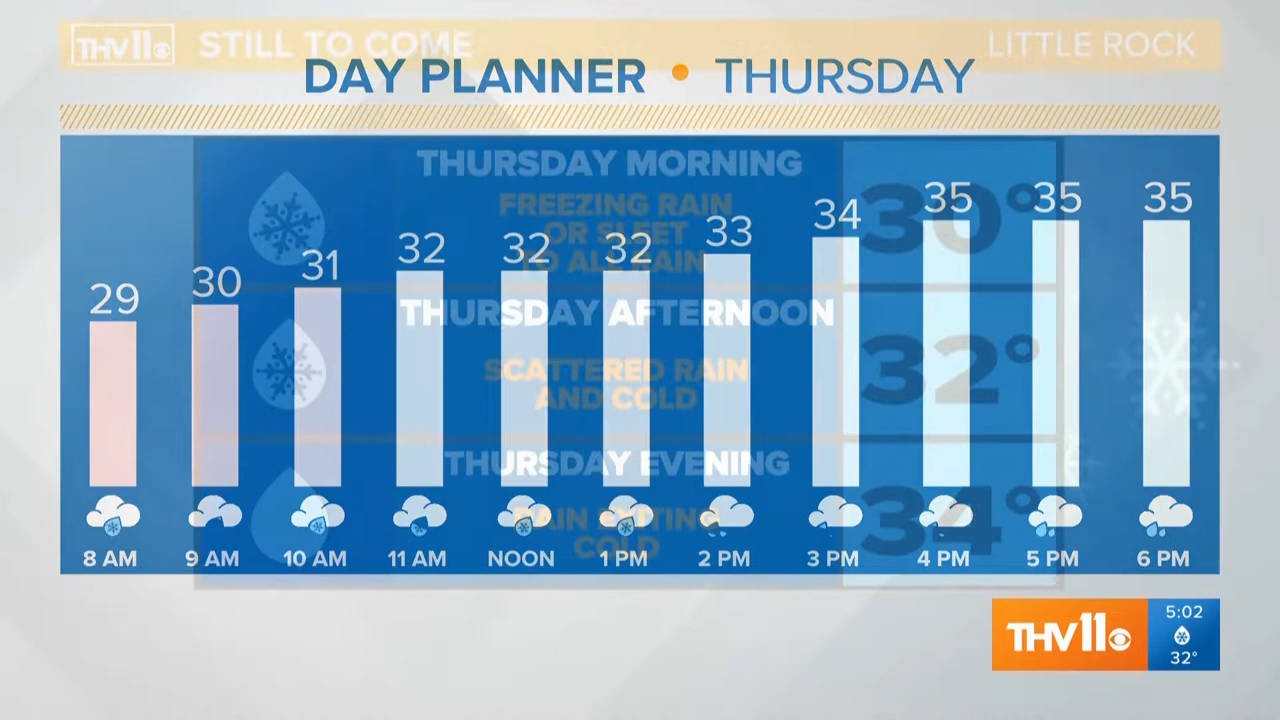 THV11 STILL TO COME LITTLE ROCK
DAY PLANNER • THURSDAY
THURSDAY MORNING
FREEZING RAIN
OR SLEET
TO ALL RAIN
30°
THURSDAY AFTERNOON
SCATTERED RAIN
AND COLD
32°
THURSDAY EVENING
RAIN EXITING
COLD
34°
29 30 31 32 32 32 33 34 35 35 35
8 AM 9 AM 10 AM 11 AM NOON 1 PM 2 PM 3 PM 4 PM 5 PM 6 PM
THV11
5:02
32°